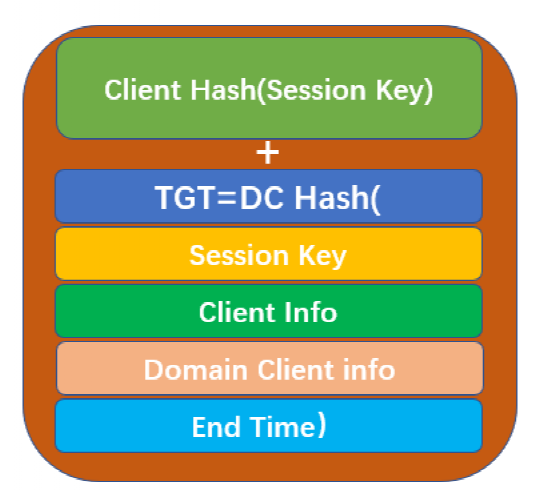 Client Hash(Session Key)
+
TGT=DC Hash(
Session Key
Client Info
Domain Client info
End Time)